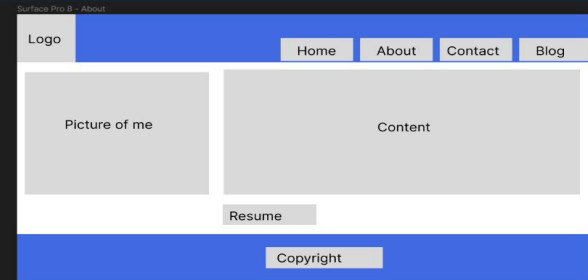 Surface Pro 8 - About
Logo
Home About Contact Blog
Picture of me
Content
Resume
Copyright